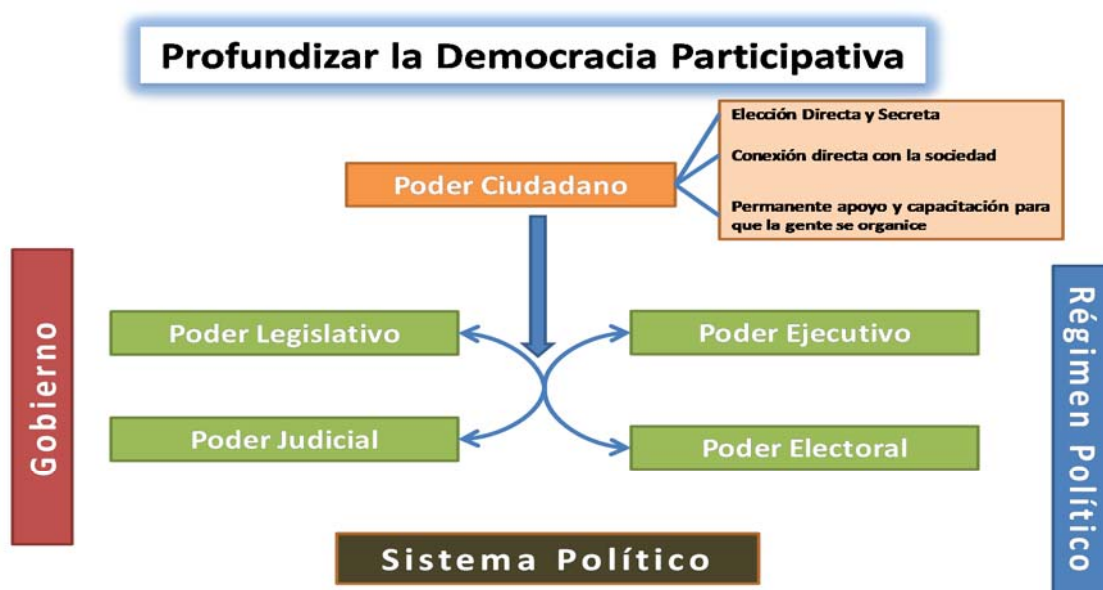 Profundizar la Democracia Participativa
Elección Directa y Secreta
Conexión directa con la sociedad
Permanente apoyo y capacitación para
que la gente se organice
Poder Ciudadano
Gobierno
Régimen Político
Poder Legislativo
Poder Ejecutivo
Poder Judicial
Poder Electoral
Sistema Político